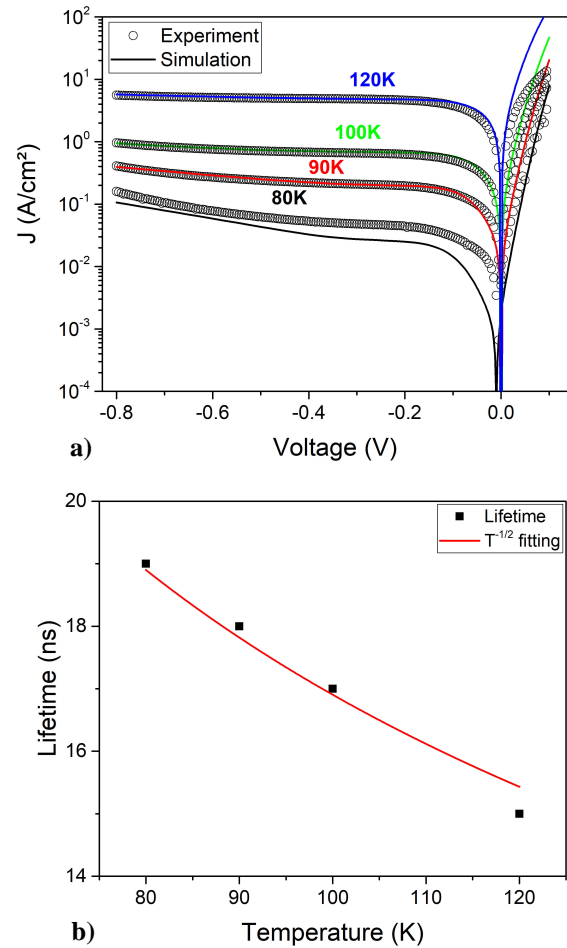 10²
Experiment
Simulation
10¹
120K
10⁰
100K
90K
10⁻¹
80K
10⁻²
10⁻³
10⁻⁴
J (A/cm²)
-0.8 -0.6 -0.4 -0.2 0.0
a) Voltage (V)
20
Lifetime
T⁻¹/² fitting
18
16
14
Lifetime (ns)
80 90 100 110 120
b) Temperature (K)